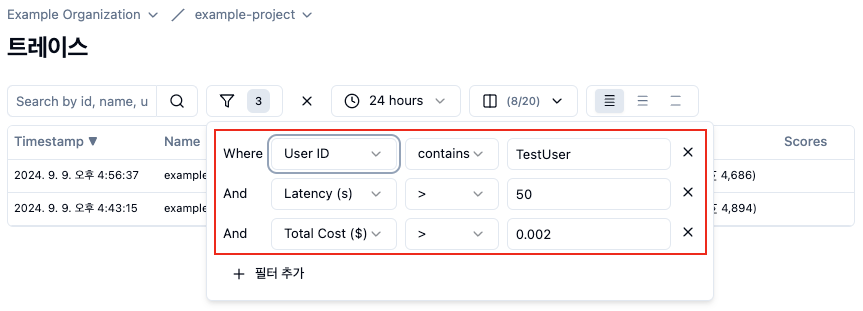 Example Organization / example-project
트레이스
Search by id, name, u 3 24 hours (8/20)
Timestamp ▼ Name Scores
Where User ID contains TestUser
2024. 9. 9. 오후 4:56:37 example 4,686)
And Latency (s) > 50
2024. 9. 9. 오후 4:43:15 example 4,894)
And Total Cost ($) > 0.002
+ 필터 추가